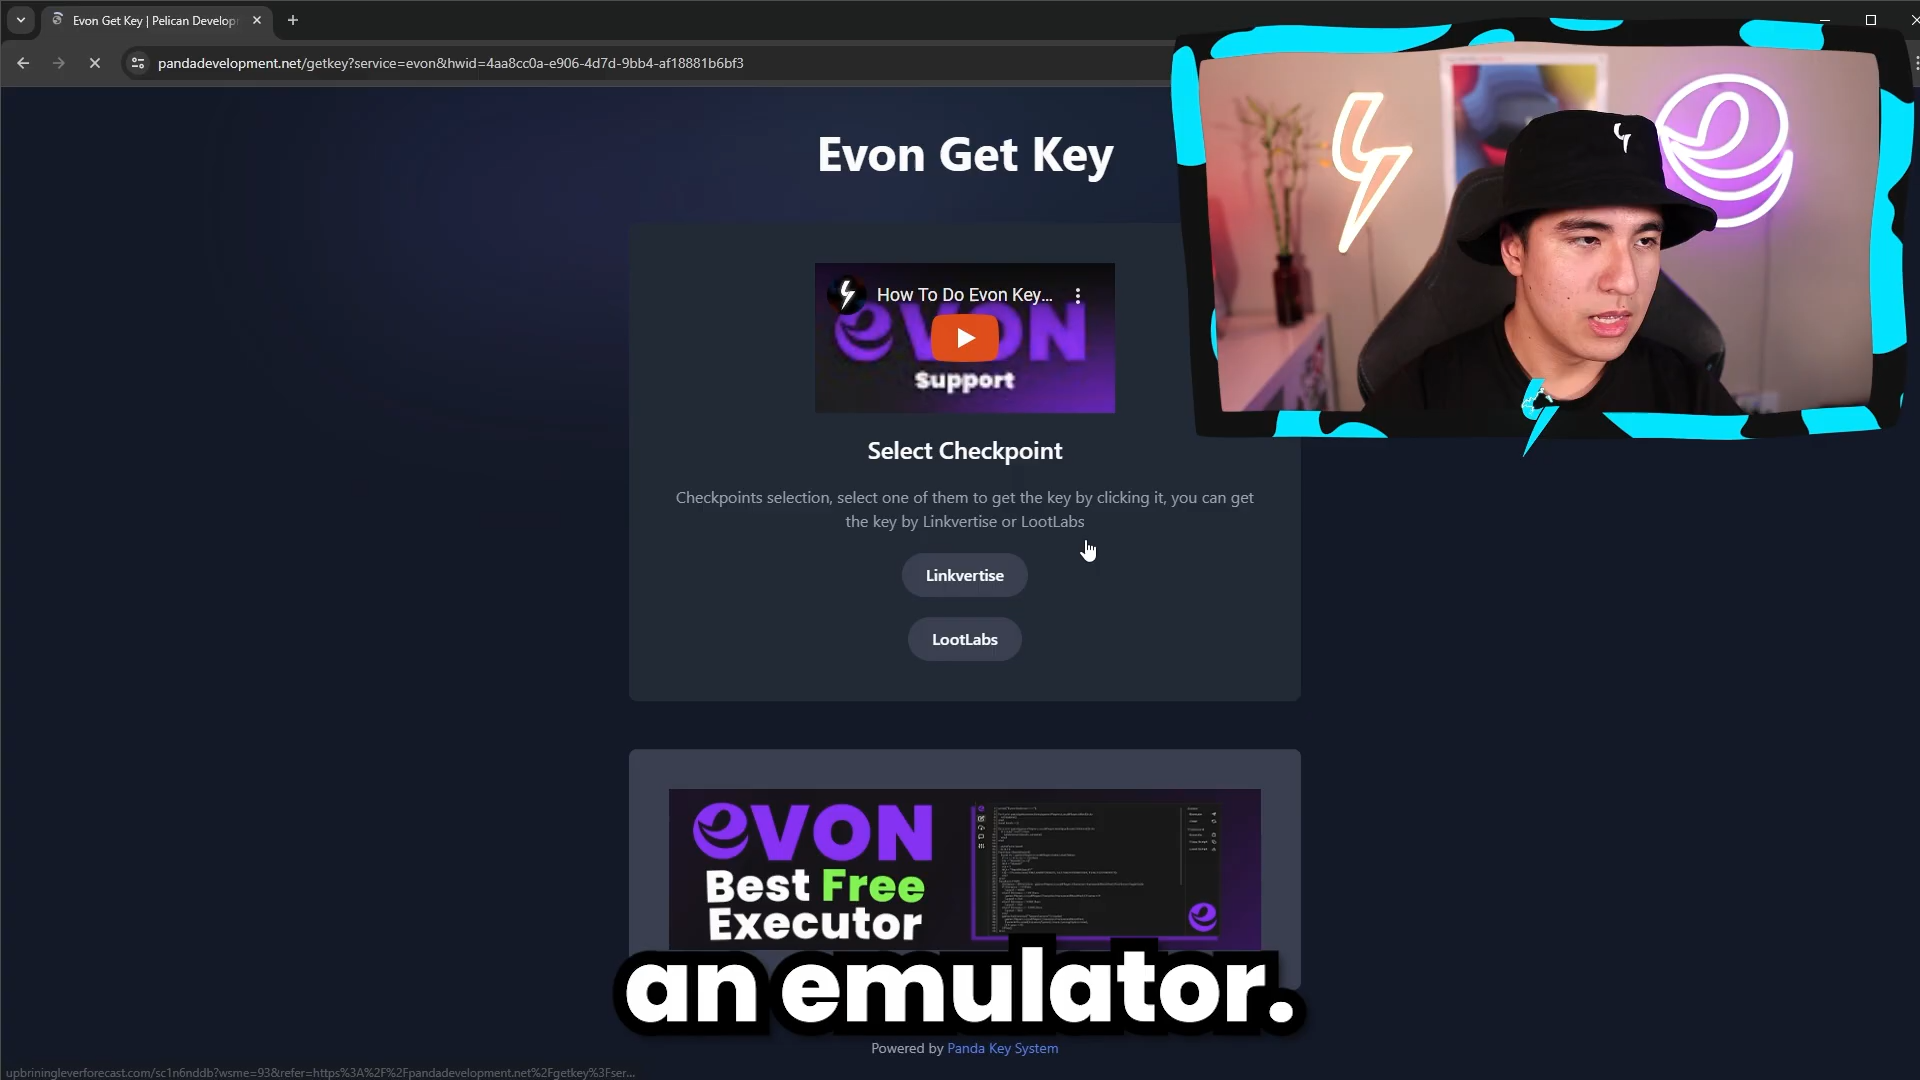 Evon Get Key | Pelican Develop
pandadevelopment.net/getkey?service=evon&hwid=4aa8cc0a-e906-4d7d-9bb4-af18881b6bf3
Evon Get Key
How To Do Evon Key...
evon
Support
Select Checkpoint
Checkpoints selection, select one of them to get the key by clicking it, you can get
the key by Linkvertise or LootLabs
Linkvertise
LootLabs
evon
Best Free
Executor
an emulator.
Powered by Panda Key System
upbriningleverforecast.com/sc1n6nddb?wsme=93&refer=https%3A%2F%2Fpandadevelopment.net%2Fgetkey%3Fser...